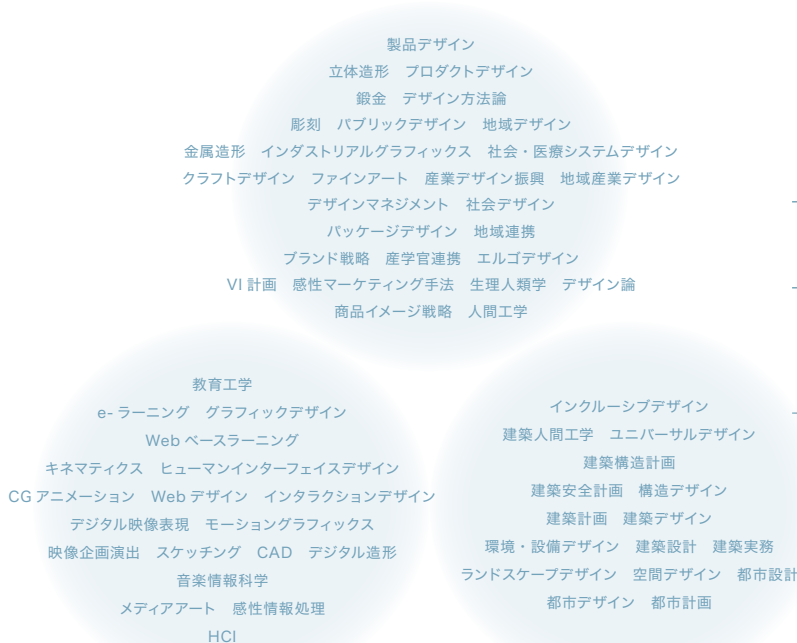 製品デザイン
立体造形　プロダクトデザイン
鍛金　デザイン方法論
彫刻　パブリックデザイン　地域デザイン
金属造形　インダストリアルグラフィックス　社会・医療システムデザイン
クラフトデザイン　ファインアート　産業デザイン振興　地域産業デザイン
デザインマネジメント　社会デザイン
パッケージデザイン　地域連携
ブランド戦略　産学官連携　エルゴデザイン
VI 計画　感性マーケティング手法　生理人類学　デザイン論
商品イメージ戦略　人間工学
教育工学
e-ラーニング　グラフィックデザイン
Web ベースラーニング
キネマティクス　ヒューマンインターフェイスデザイン
CG アニメーション　Web デザイン　インタラクションデザイン
デジタル映像表現　モーショングラフィックス
映像企画演出　スケッチング　CAD　デジタル造形
音楽情報科学
メディアアート　感性情報処理
HCI
インクルーシブデザイン
建築人間工学　ユニバーサルデザイン
建築構造計画
建築安全計画　構造デザイン
建築計画　建築デザイン
環境・設備デザイン　建築設計　建築実務
ランドスケープデザイン　空間デザイン　都市設計
都市デザイン　都市計画